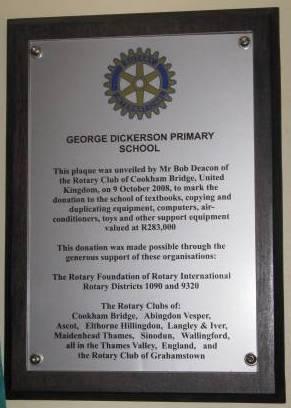 GEORGE DICKERSON PRIMARY
SCHOOL
This plaque was unveiled by Mr Bob Deacon of
the Rotary Club of Cookham Bridge, United
Kingdom, on 9 October 2008, to mark the
donation to the school of textbooks, copying and
duplicating equipment, computers, air-
conditioners, toys and other support equipment
valued at R283,000
This donation was made possible through the
generous support of these organisations:
The Rotary Foundation of Rotary International
Rotary Districts 1090 and 9320
The Rotary Clubs of:
Cookham Bridge, Abingdon Vesper,
Ascot, Elthorne Hillingdon, Langley & Iver,
Maidenhead Thames, Sinodun, Wallingford,
all in the Thames Valley, England, and
the Rotary Club of Grahamstown